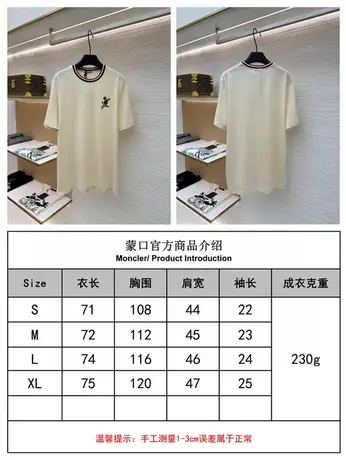 蒙口官方商品介绍
Moncler/ Product Introduction
Size 衣长 胸围 肩宽 袖长 成衣克重
S 71 108 44 22
M 72 112 45 23
L 74 116 46 24
XL 75 120 47 25
230g
温馨提示：手工测量1-3cm误差属于正常